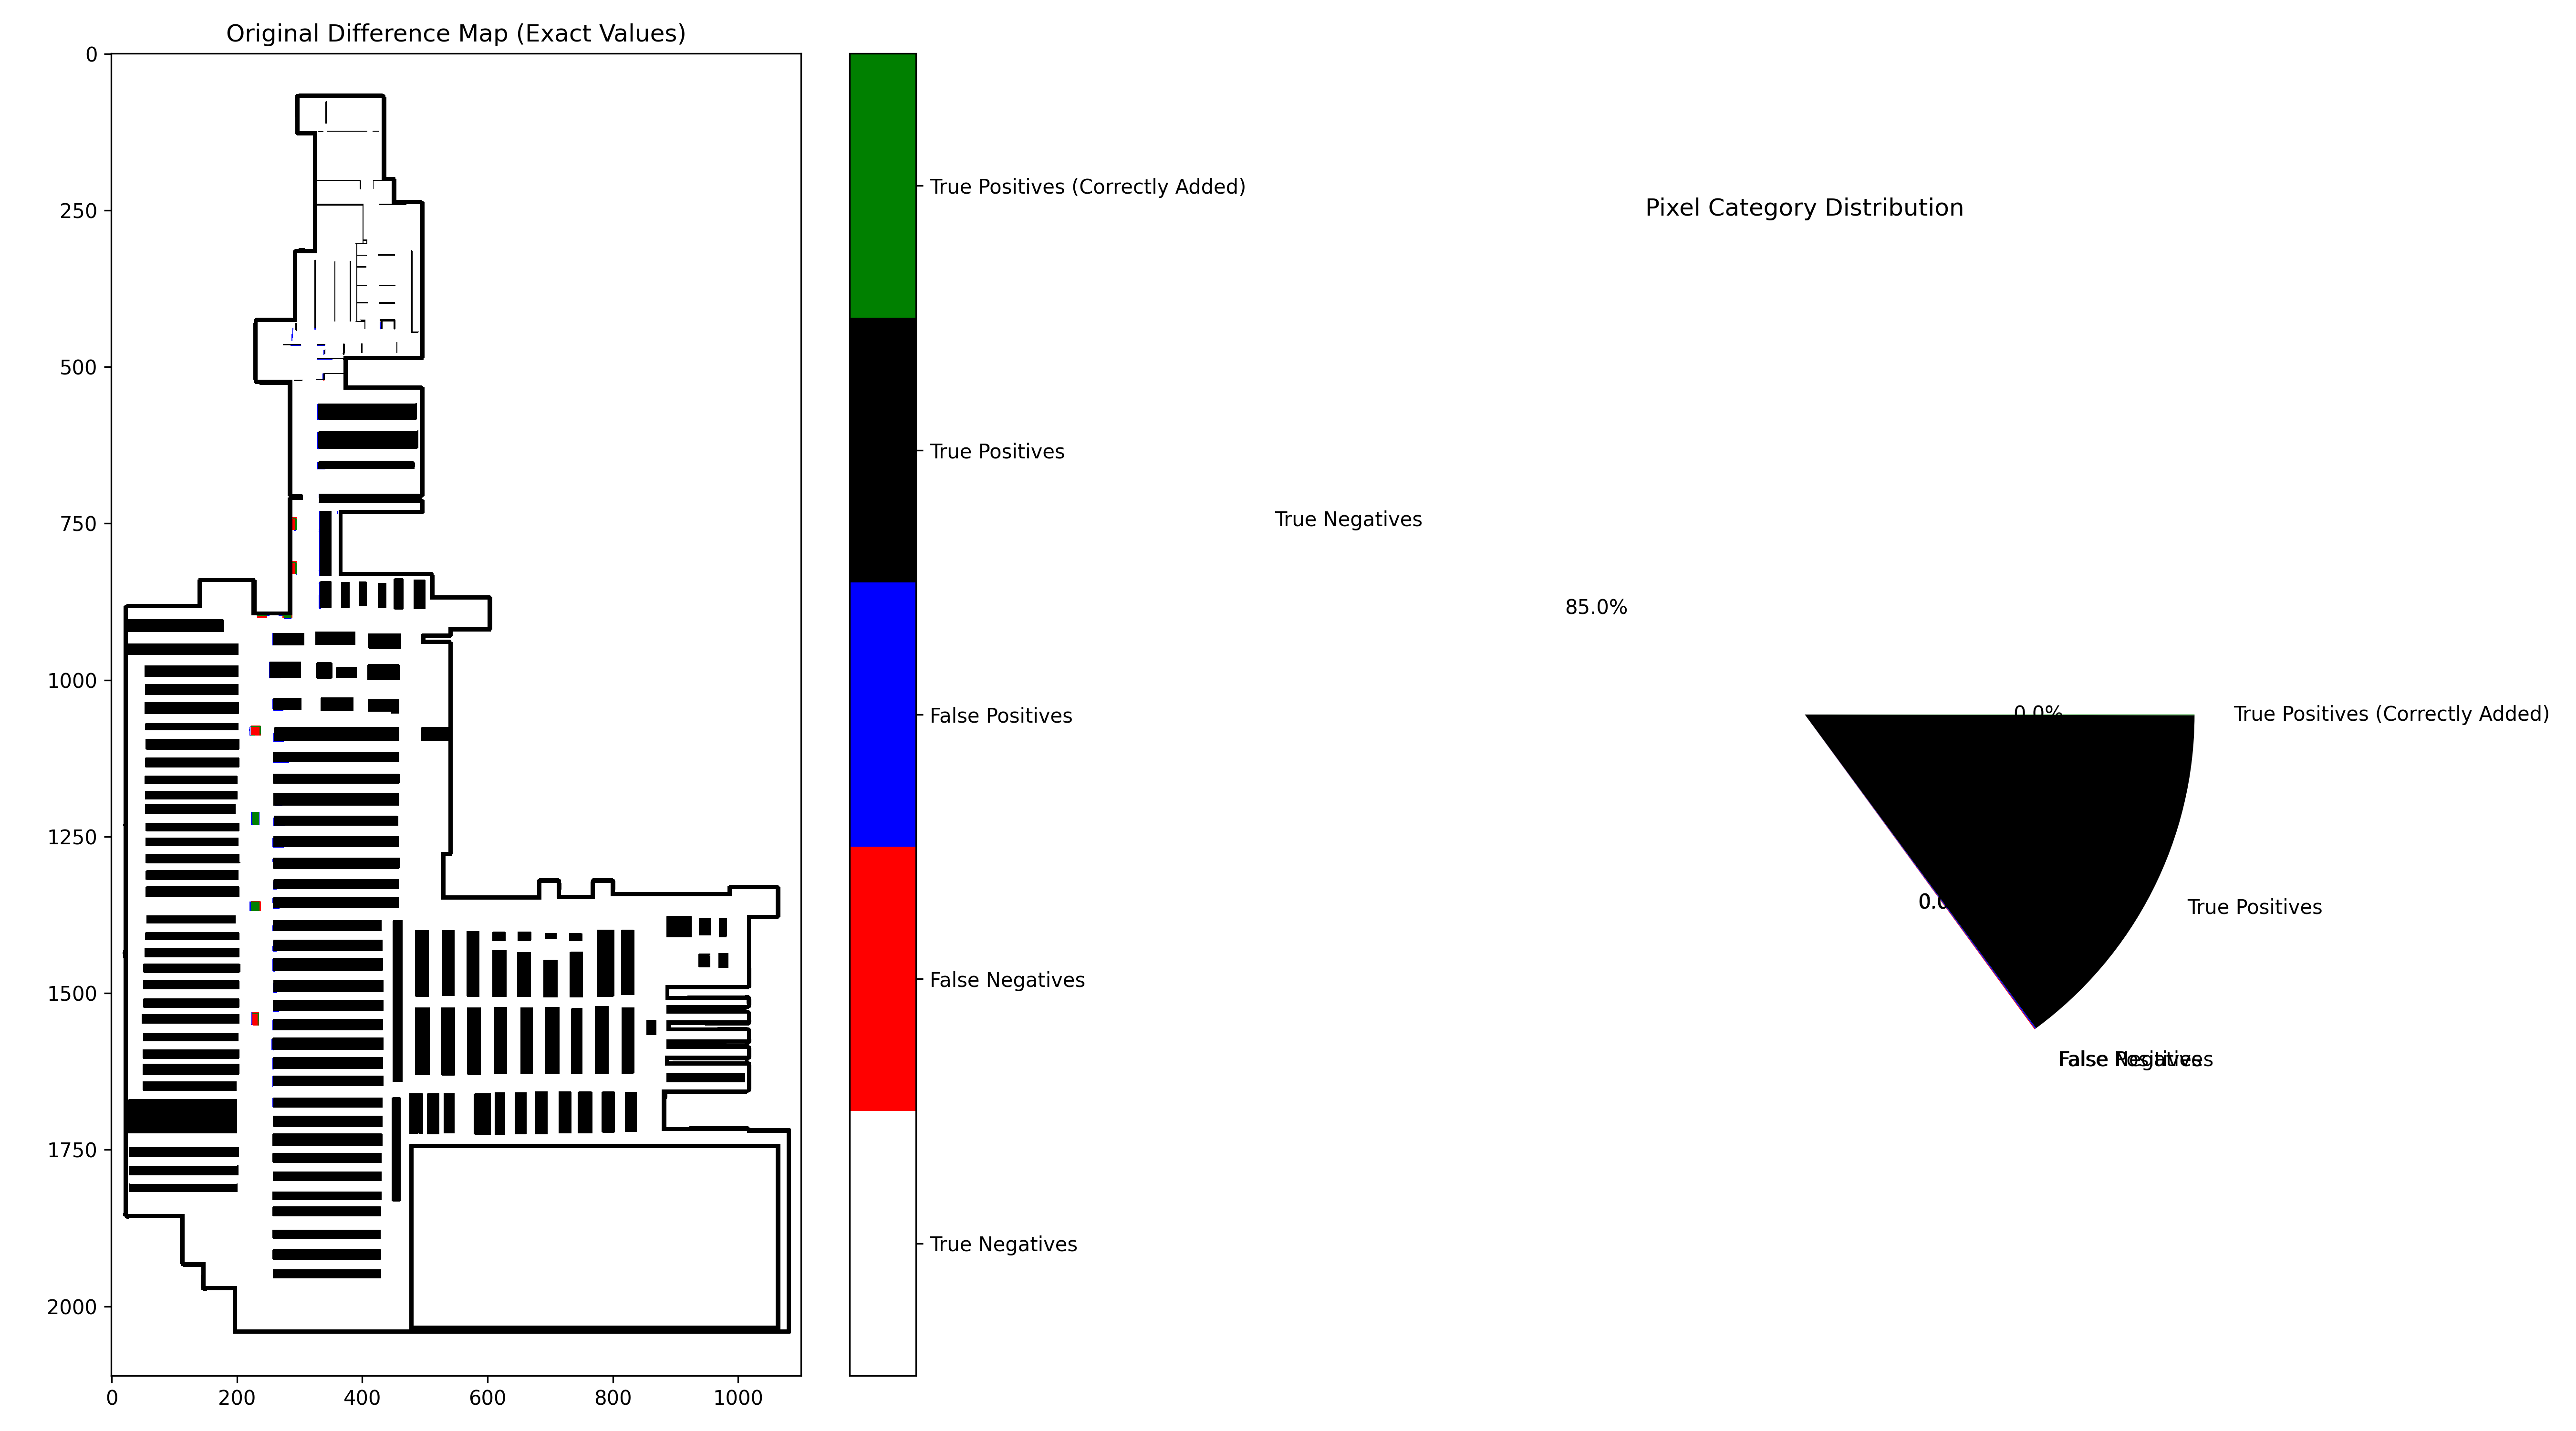 Original Difference Map (Exact Values)
0
250
500
750
1000
1250
1500
1750
2000
0 200 400 600 800 1000
True Positives (Correctly Added)
True Positives
False Positives
False Negatives
True Negatives
Pixel Category Distribution
True Negatives
85.0%
0.0%
True Positives (Correctly Added)
0.0
True Positives
False Negatives